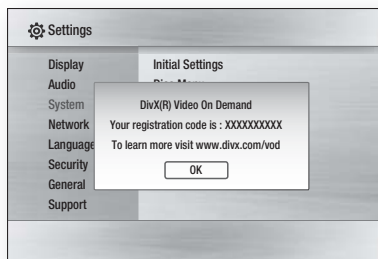 Settings
Display
Initial Settings
Audio
System
Network
Language
Security
General
Support
DivX(R) Video On Demand
Your registration code is : XXXXXXXXXX
To learn more visit www.divx.com/vod
OK